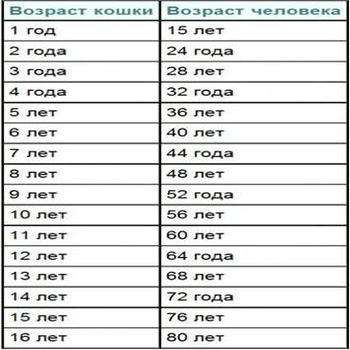 Возраст кошки Возраст человека
1 год 15 лет
2 года 24 года
3 года 28 лет
4 года 32 года
5 лет 36 лет
6 лет 40 лет
7 лет 44 года
8 лет 48 лет
9 лет 52 года
10 лет 56 лет
11 лет 60 лет
12 лет 64 года
13 лет 68 лет
14 лет 72 года
15 лет 76 лет
16 лет 80 лет